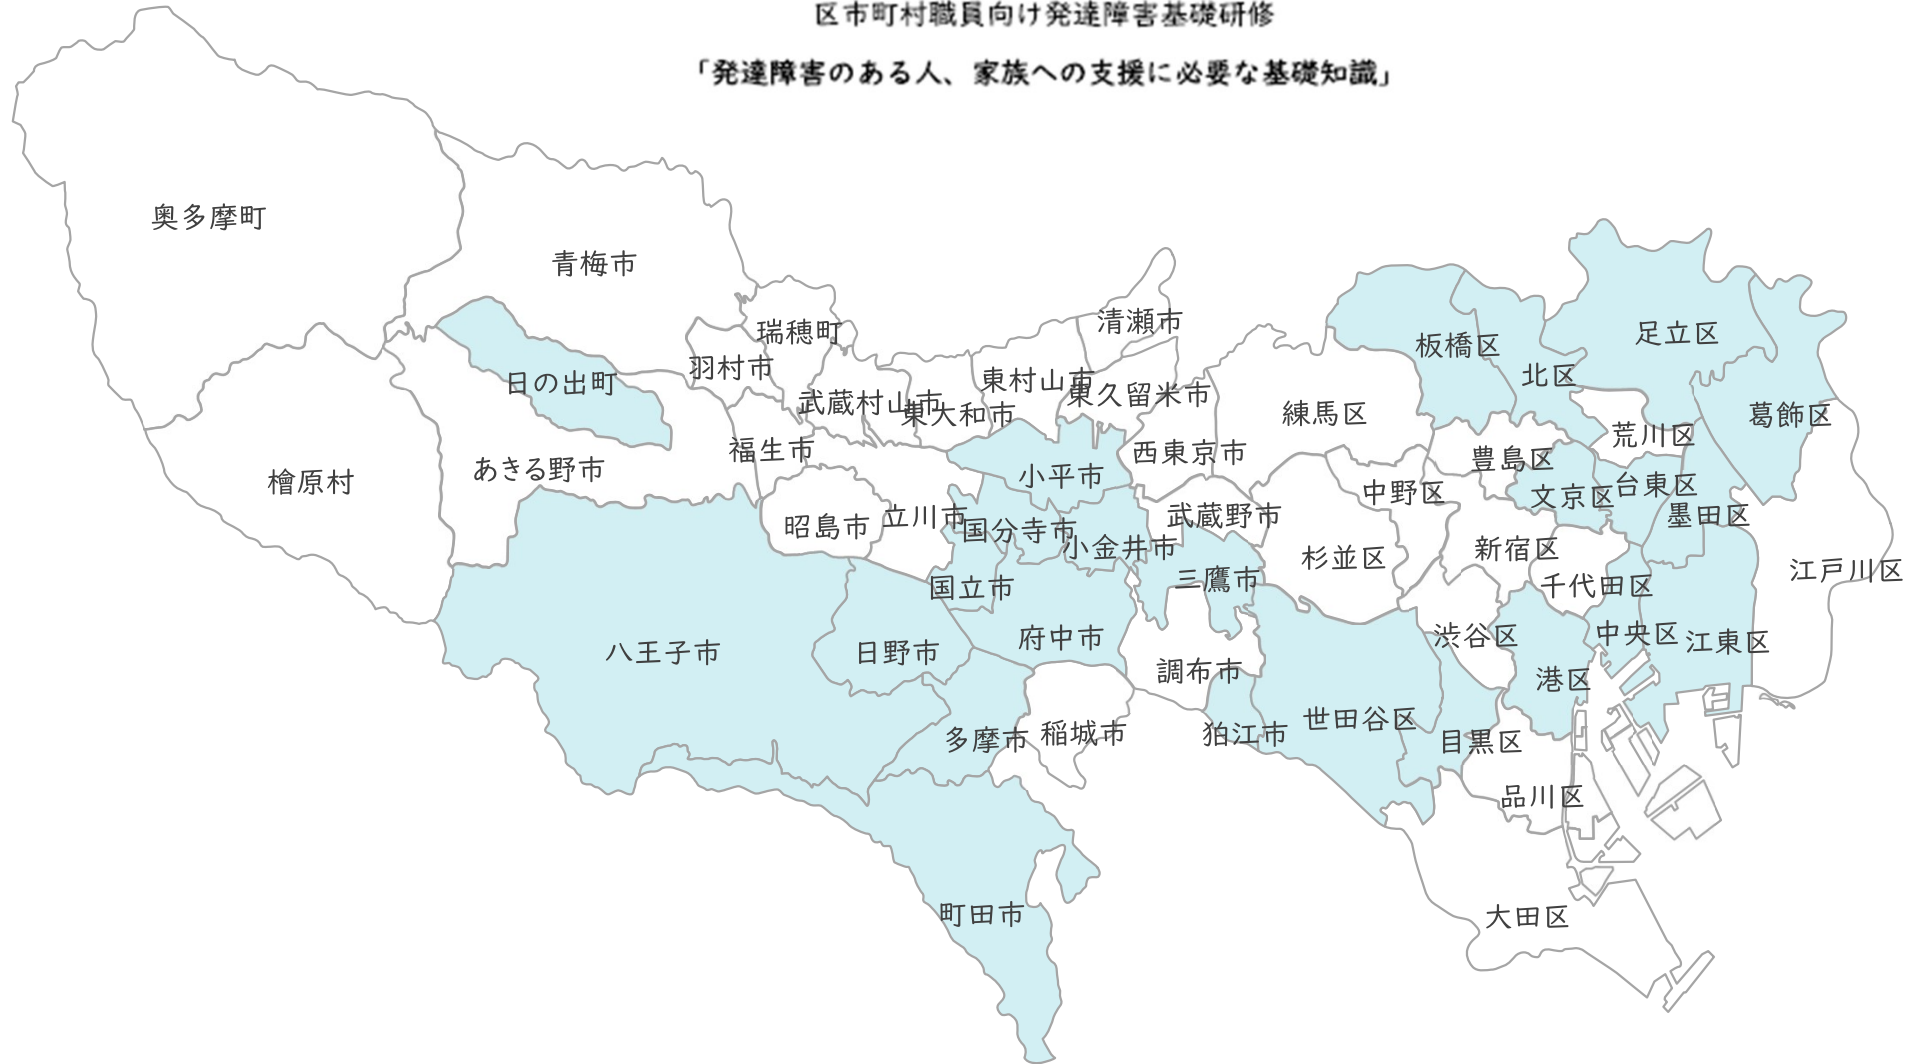 区市町村職員向け発達障害基礎研修
「発達障害のある人、家族への支援に必要な基礎知識」
奥多摩町
青梅市
瑞穂町
清瀬市
羽村市
日の出町
東村山市
東久留米市
武蔵村山市
東大和市
板橋区
足立区
北区
練馬区
葛飾区
荒川区
檜原村
あきる野市
福生市
小平市
西東京市
豊島区
中野区
文京区
台東区
墨田区
昭島市
立川市
国分寺市
小金井市
武蔵野市
杉並区
新宿区
江戸川区
国立市
三鷹市
千代田区
八王子市
日野市
府中市
渋谷区
中央区
江東区
調布市
港区
多摩市
稲城市
狛江市
世田谷区
目黒区
品川区
町田市
大田区